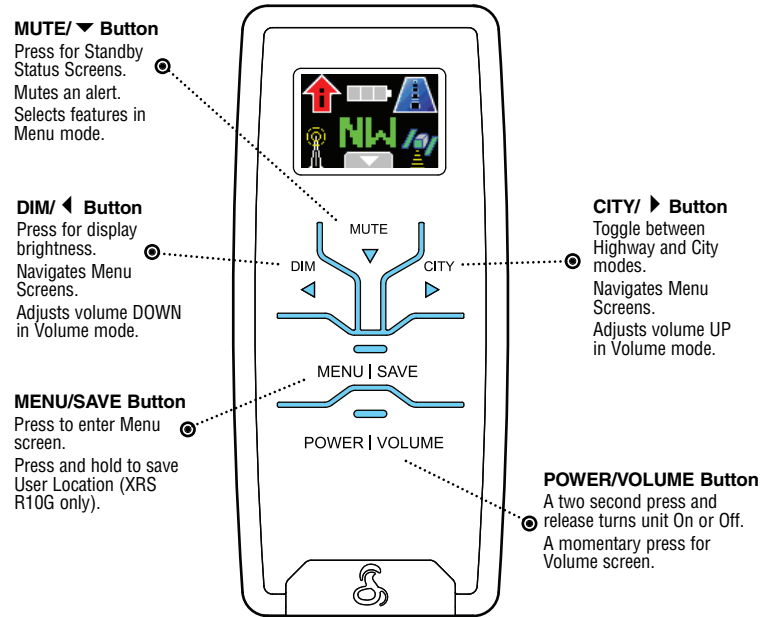 MUTE/ ▼ Button
Press for Standby
Status Screens.
Mutes an alert.
Selects features in
Menu mode.
DIM/ ◀ Button
Press for display
brightness.
Navigates Menu
Screens.
Adjusts volume DOWN
in Volume mode.
MENU/SAVE Button
Press to enter Menu
screen.
Press and hold to save
User Location (XRS
R10G only).
i
NW
MUTE
DIM
CITY
MENU | SAVE
POWER | VOLUME
CITY/ ▶ Button
Toggle between
Highway and City
modes.
Navigates Menu
Screens.
Adjusts volume UP
in Volume mode.
POWER/VOLUME Button
A two second press and
release turns unit On or Off.
A momentary press for
Volume screen.